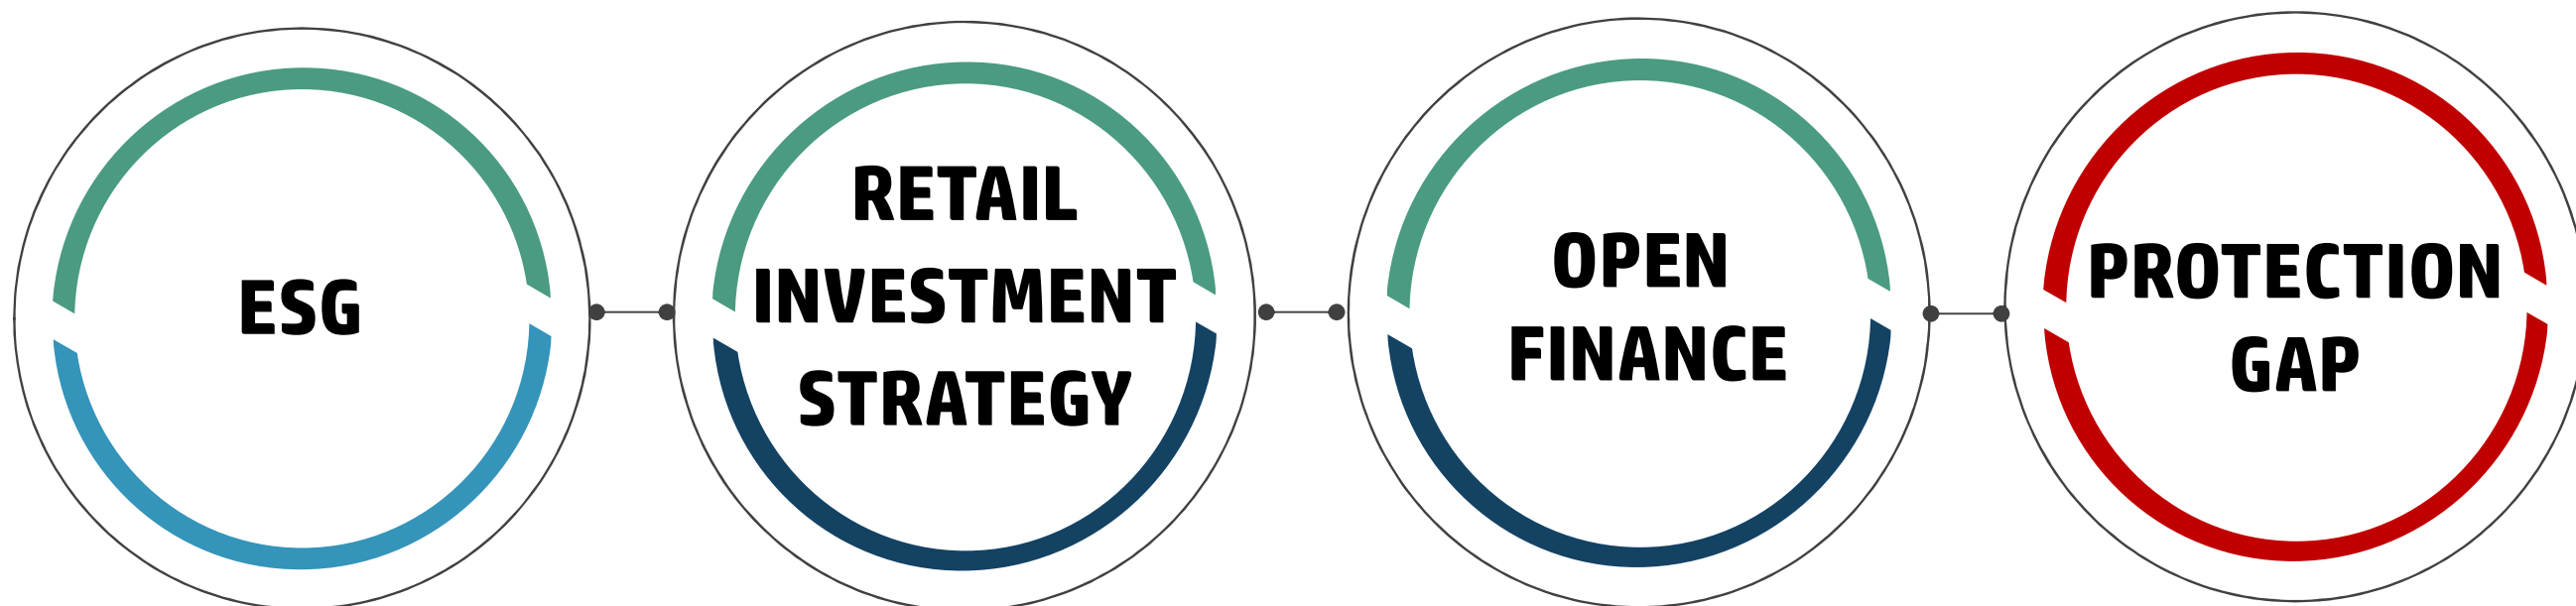 ESG
RETAIL
INVESTMENT
STRATEGY
OPEN
FINANCE
PROTECTION
GAP